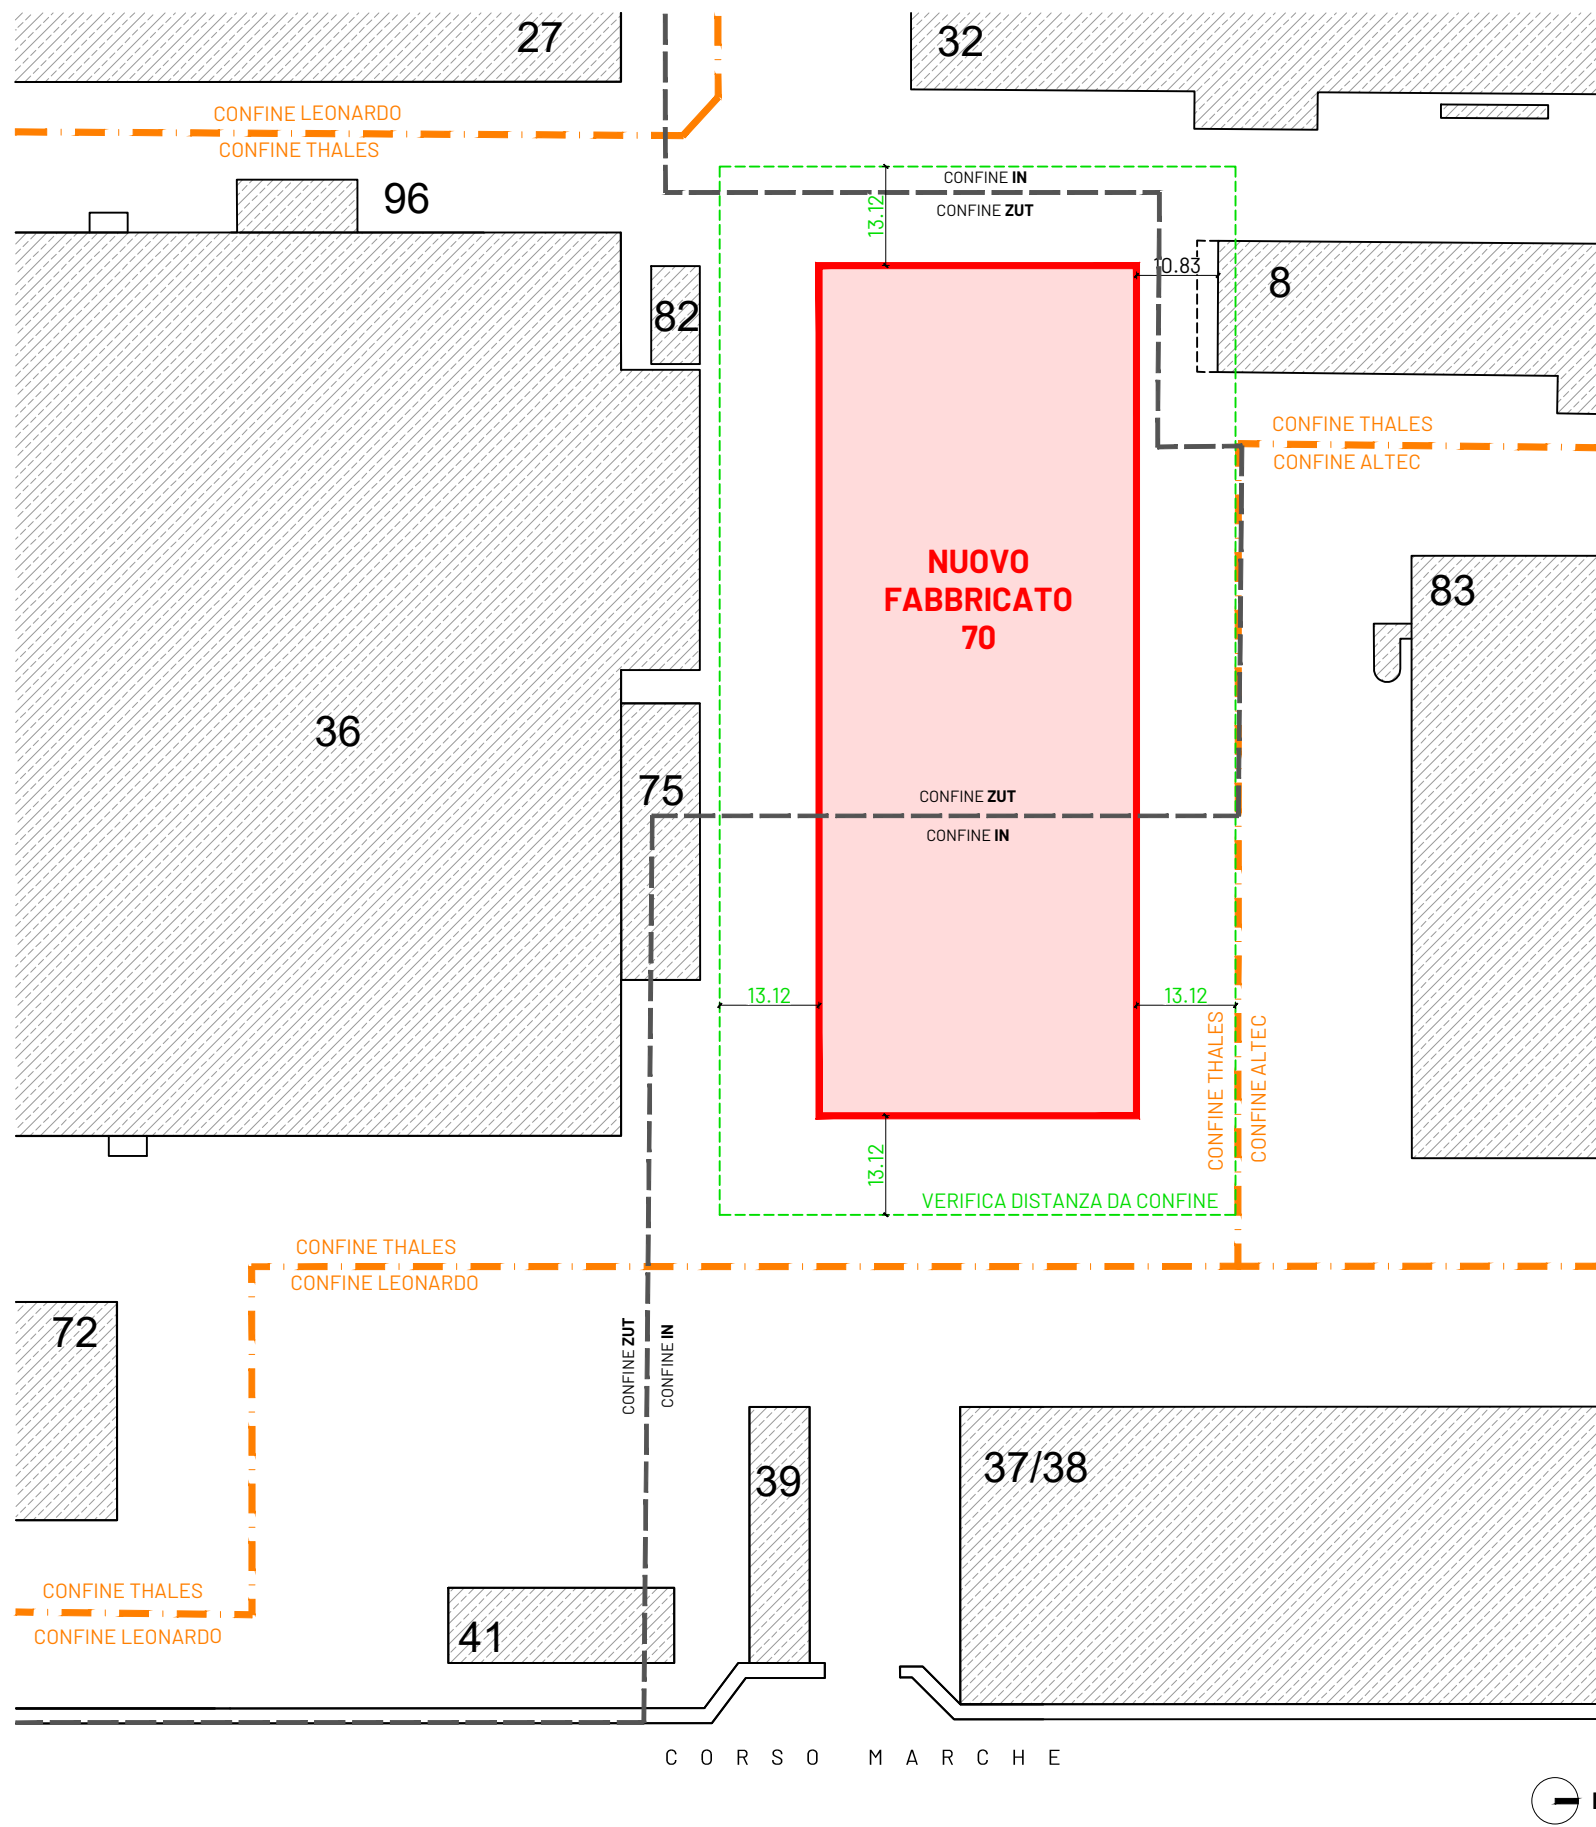 27
32
CONFINE LEONARDO
CONFINE THALES
96
CONFINE IN
CONFINE ZUT
13.12
10.83
8
82
CONFINE THALES
CONFINE ALTEC
NUOVO
FABBRICATO
70
83
36
75
CONFINE ZUT
CONFINE IN
13.12
13.12
CONFINE THALES
CONFINE ALTEC
13.12
VERIFICA DISTANZA DA CONFINE
CONFINE THALES
CONFINE LEONARDO
72
CONFINE ZUT
CONFINE IN
39
37/38
CONFINE THALES
CONFINE LEONARDO
41
CORSO MARCHE